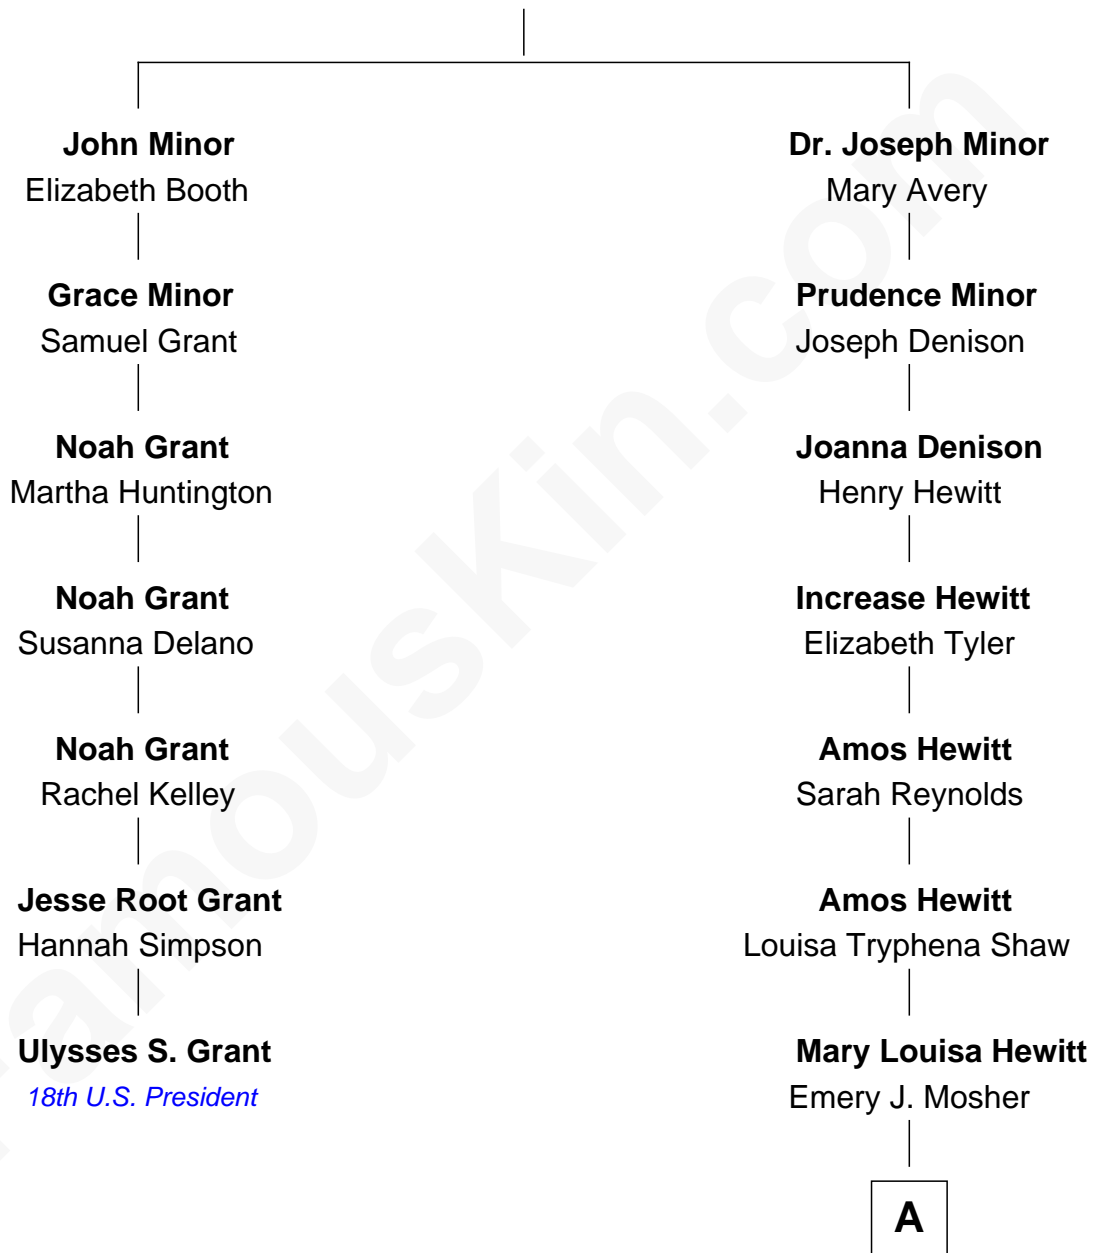 John Minor
Elizabeth Booth
Grace Minor
Samuel Grant
Noah Grant
Martha Huntington
Noah Grant
Susanna Delano
Noah Grant
Rachel Kelley
Jesse Root Grant
Hannah Simpson
Ulysses S. Grant
18th U.S. President
Dr. Joseph Minor
Mary Avery
Prudence Minor
Joseph Denison
Joanna Denison
Henry Hewitt
Increase Hewitt
Elizabeth Tyler
Amos Hewitt
Sarah Reynolds
Amos Hewitt
Louisa Tryphena Shaw
Mary Louisa Hewitt
Emery J. Mosher
A
FamousKin.com